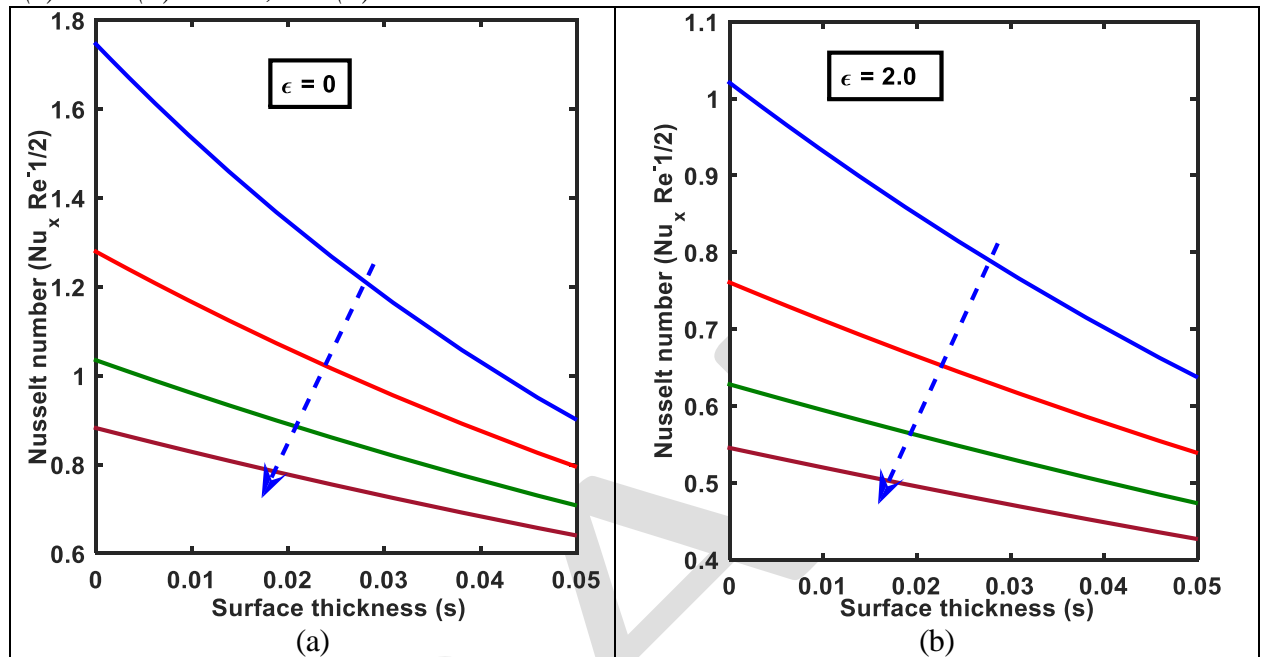 1.8
1.6
1.4
1.2
1
0.8
0.6
Nusselt number (Nu_x Re^-1/2)
ϵ = 0
0 0.01 0.02 0.03 0.04 0.05
Surface thickness (s)
(a)
1.1
1
0.9
0.8
0.7
0.6
0.5
0.4
Nusselt number (Nu_x Re^-1/2)
ϵ = 2.0
0 0.01 0.02 0.03 0.04 0.05
Surface thickness (s)
(b)